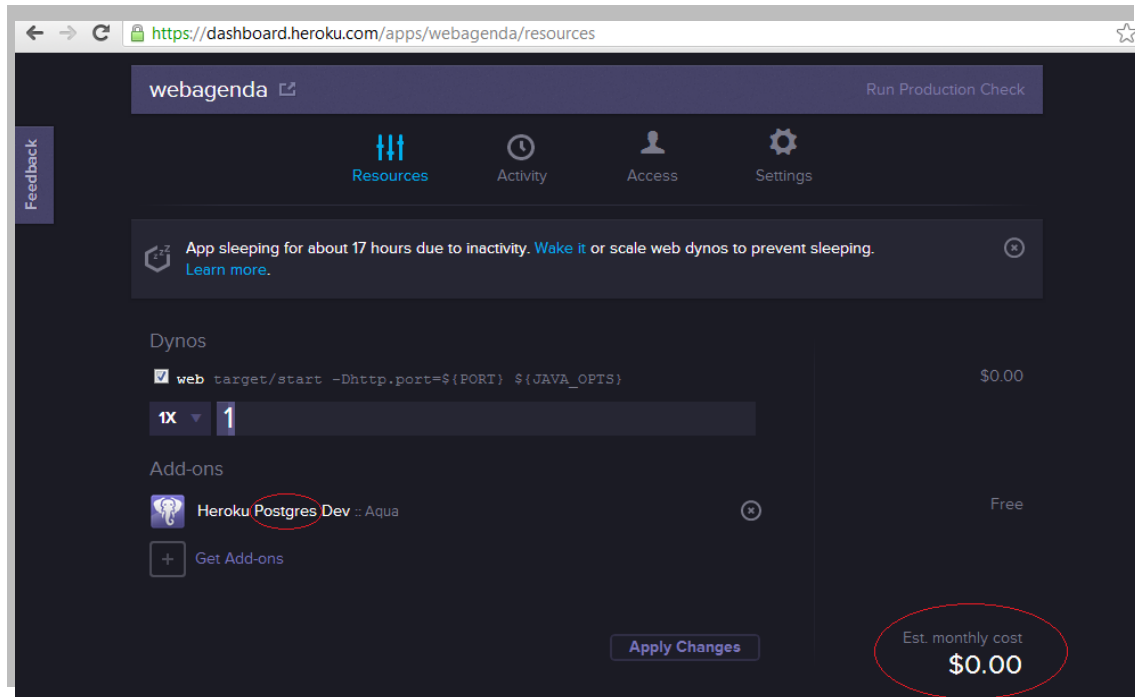 https://dashboard.heroku.com/apps/webagenda/resources
webagenda
Run Production Check
Feedback
Resources
Activity
Access
Settings
App sleeping for about 17 hours due to inactivity. Wake it or scale web dynos to prevent sleeping.
Learn more.
Dynos
web target/start -Dhttp.port=${PORT} ${JAVA_OPTS}
$0.00
1X 1
Add-ons
Heroku Postgres Dev :: Aqua
Free
+ Get Add-ons
Apply Changes
Est. monthly cost
$0.00